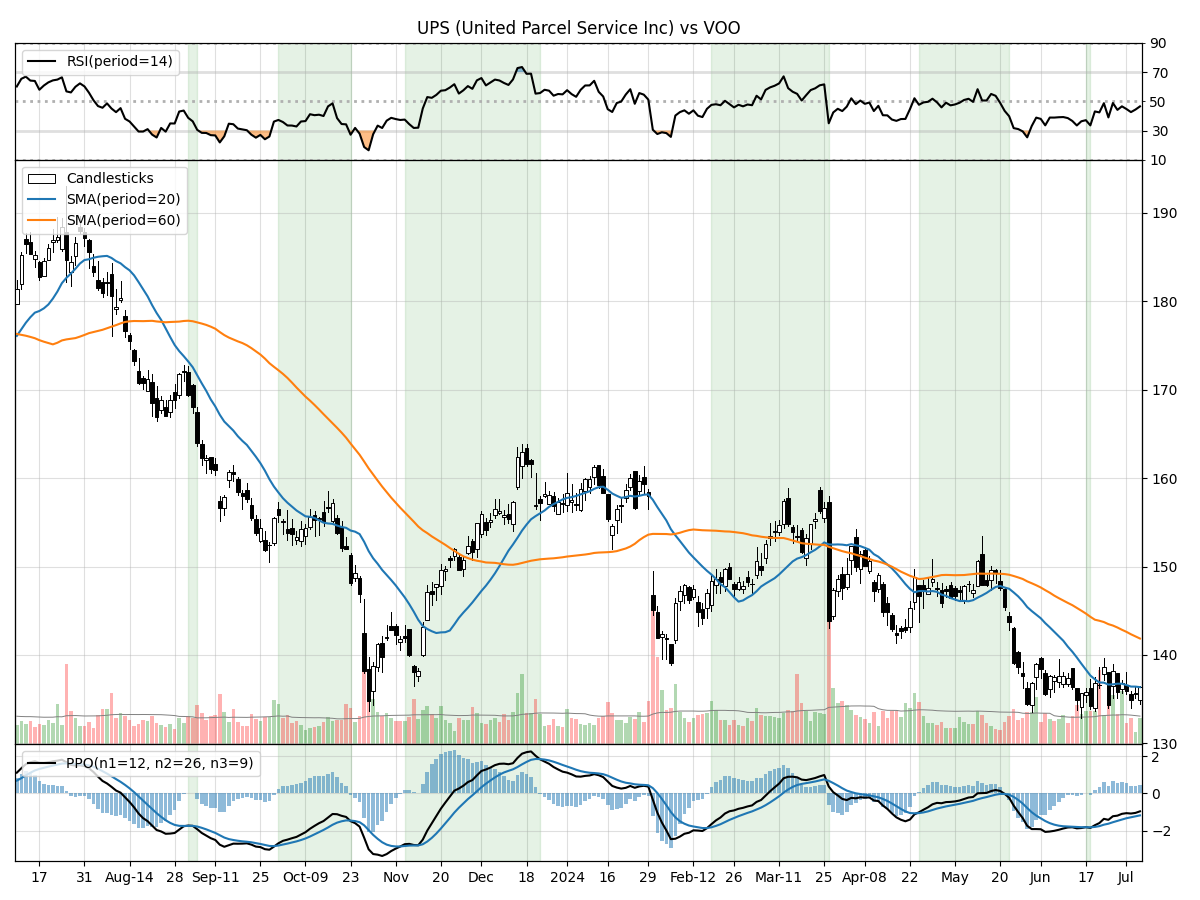 UPS (United Parcel Service Inc) vs VOO
RSI(period=14)
90
70
50
30
10
Candlesticks
SMA(period=20)
SMA(period=60)
190
180
170
160
150
140
130
PPO(n1=12, n2=26, n3=9)
2
0
−2
17 31 Aug-14 28 Sep-11 25 Oct-09 23 Nov 20 Dec 18 2024 16 29 Feb-12 26 Mar-11 25 Apr-08 22 May 20 Jun 17 Jul